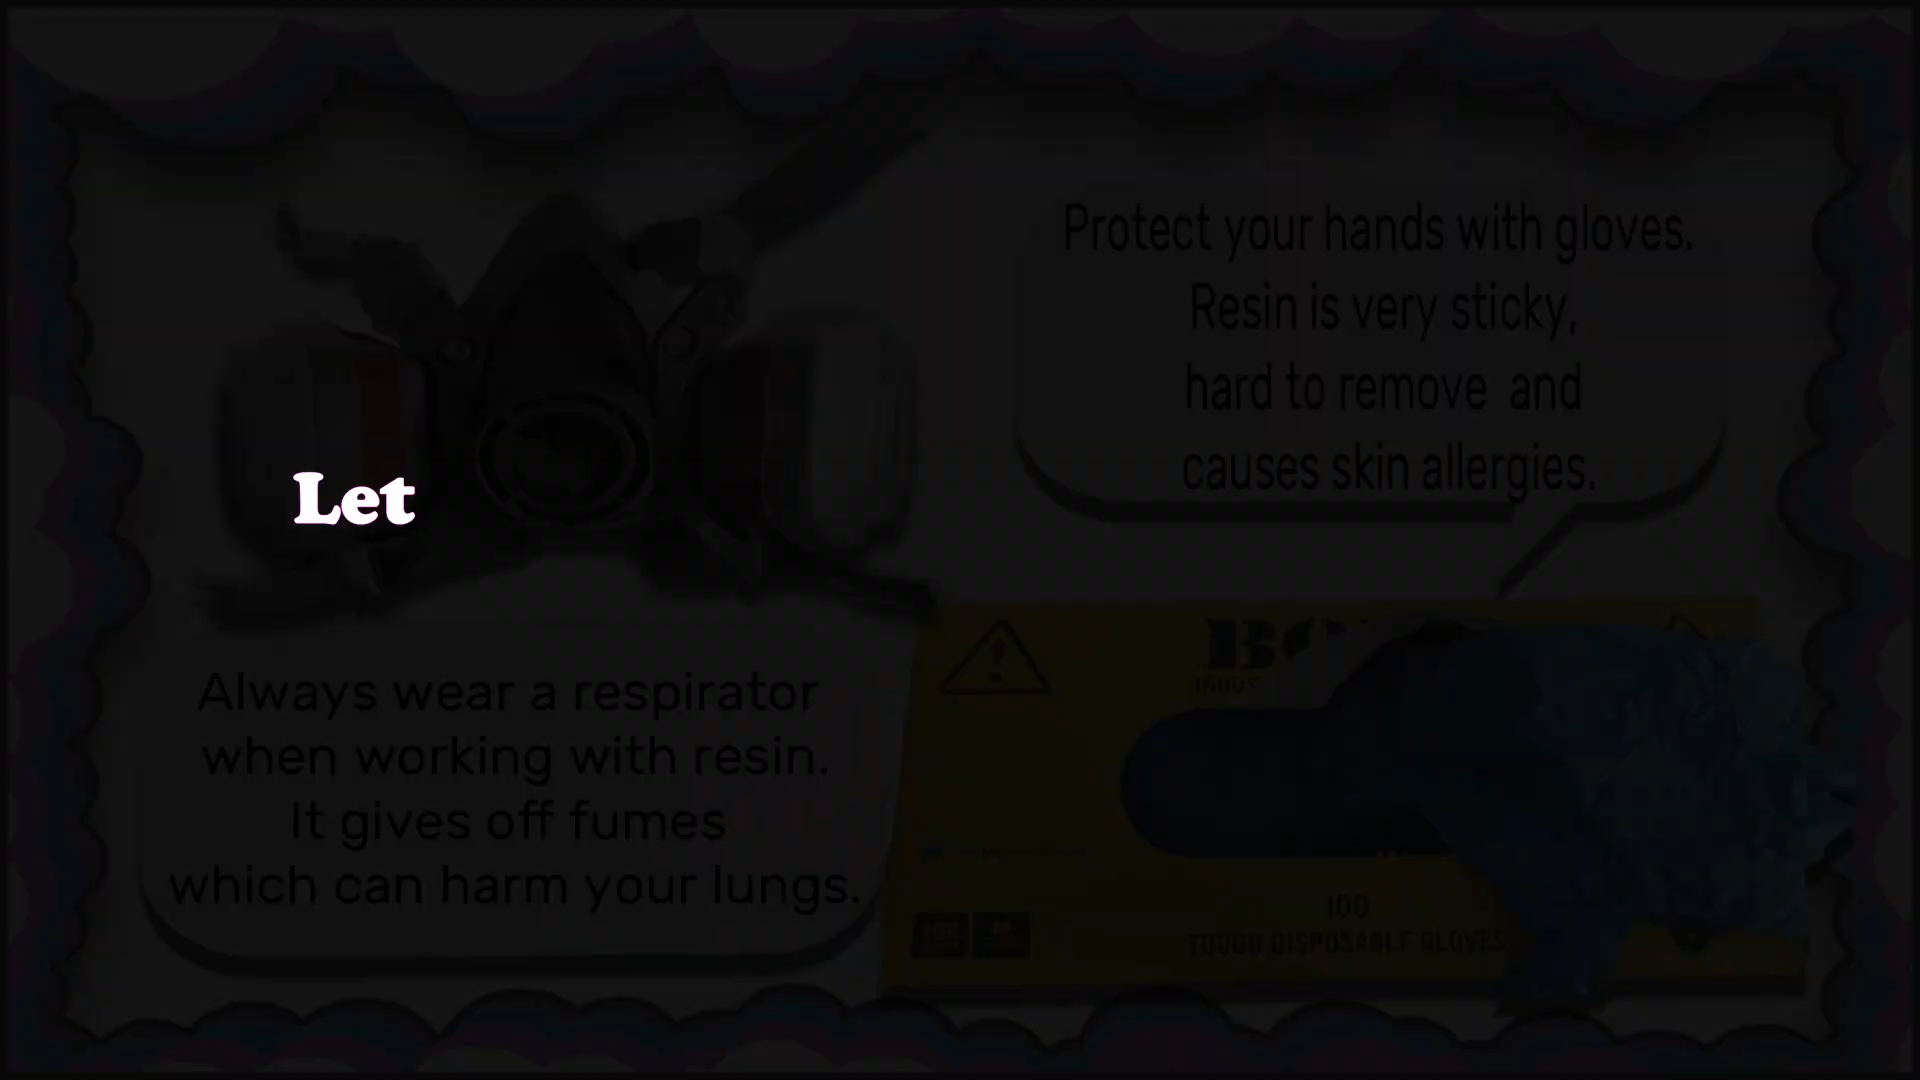 Protect your hands with gloves.
Resin is very sticky,
hard to remove and
causes skin allergies.
Let
Always wear a respirator
when working with resin.
It gives off fumes
which can harm your lungs.
100
TOUGH DISPOSABLE GLOVES